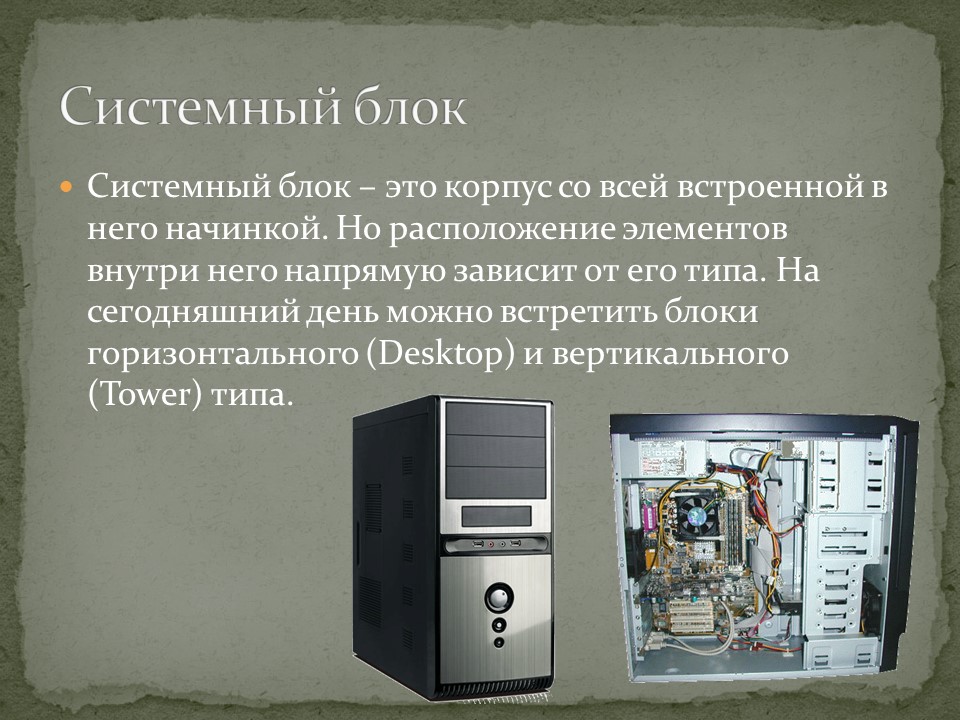 Системный блок
Системный блок – это корпус со всей встроенной в
него начинкой. Но расположение элементов
внутри него напрямую зависит от его типа. На
сегодняшний день можно встретить блоки
горизонтального (Desktop) и вертикального
(Tower) типа.